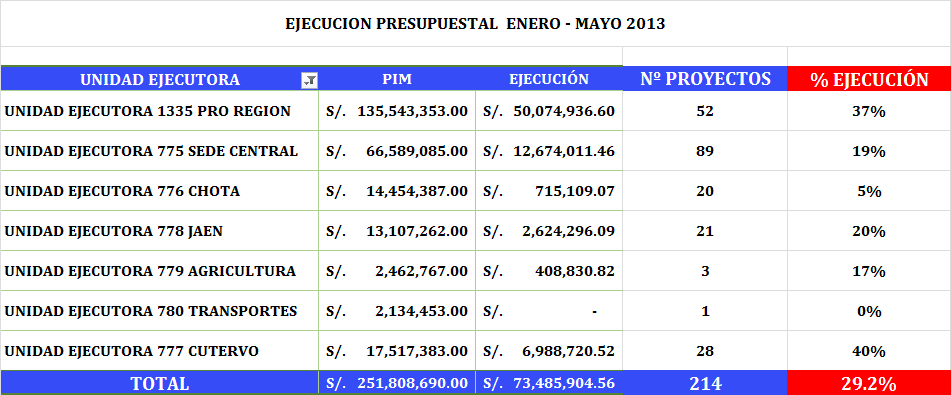 EJECUCION PRESUPUESTAL ENERO - MAYO 2013
UNIDAD EJECUTORA PIM EJECUCIÓN Nº PROYECTOS % EJECUCIÓN
UNIDAD EJECUTORA 1335 PRO REGION S/. 135,543,353.00 S/. 50,074,936.60 52 37%
UNIDAD EJECUTORA 775 SEDE CENTRAL S/. 66,589,085.00 S/. 12,674,011.46 89 19%
UNIDAD EJECUTORA 776 CHOTA S/. 14,454,387.00 S/. 715,109.07 20 5%
UNIDAD EJECUTORA 778 JAEN S/. 13,107,262.00 S/. 2,624,296.09 21 20%
UNIDAD EJECUTORA 779 AGRICULTURA S/. 2,462,767.00 S/. 408,830.82 3 17%
UNIDAD EJECUTORA 780 TRANSPORTES S/. 2,134,453.00 S/. - 1 0%
UNIDAD EJECUTORA 777 CUTERVO S/. 17,517,383.00 S/. 6,988,720.52 28 40%
TOTAL S/. 251,808,690.00 S/. 73,485,904.56 214 29.2%